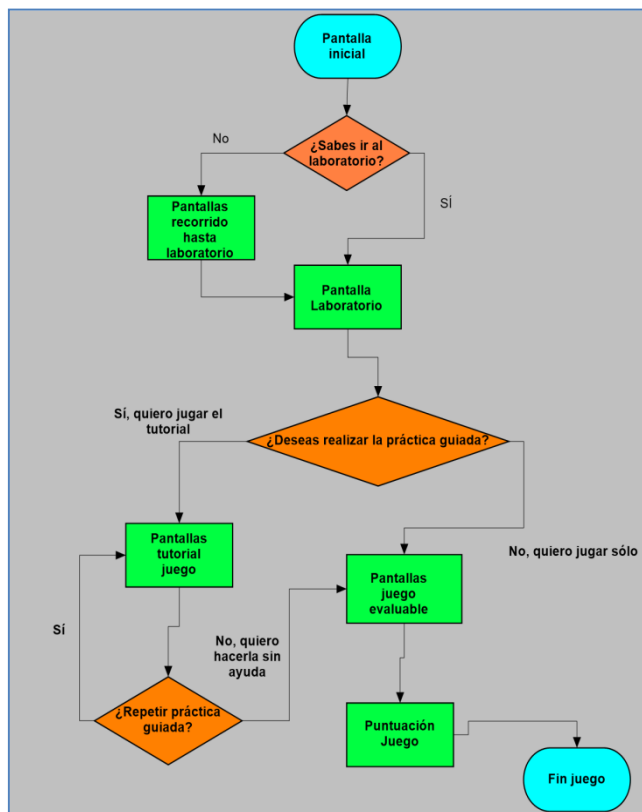 Pantalla
inicial
¿Sabes ir al
laboratorio?
No
SÍ
Pantallas
recorrido
hasta
laboratorio
Pantalla
Laboratorio
Sí, quiero jugar el
tutorial
¿Deseas realizar la práctica guiada?
No, quiero jugar sólo
Pantallas
tutorial
juego
Pantallas
juego
evaluable
Sí
No, quiero
hacerla sin
ayuda
¿Repetir práctica
guiada?
Puntuación
Juego
Fin juego